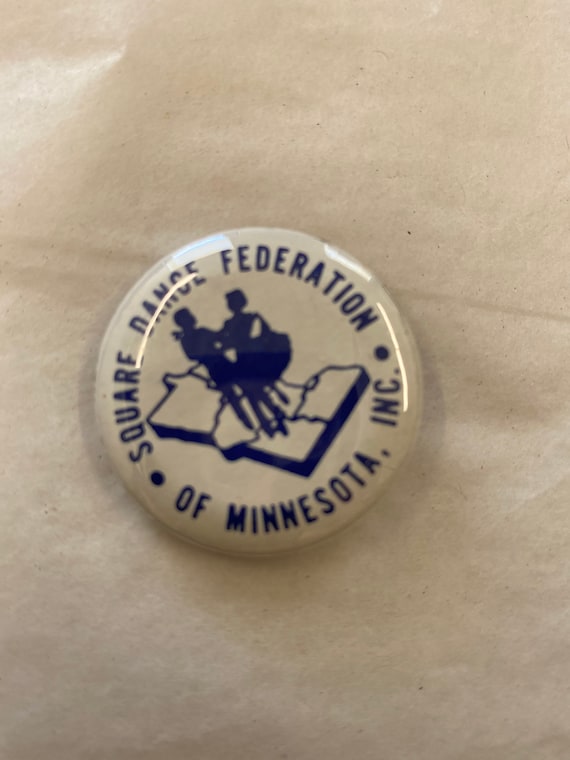 SQUARE DANCE FEDERATION
OF MINNESOTA, INC.